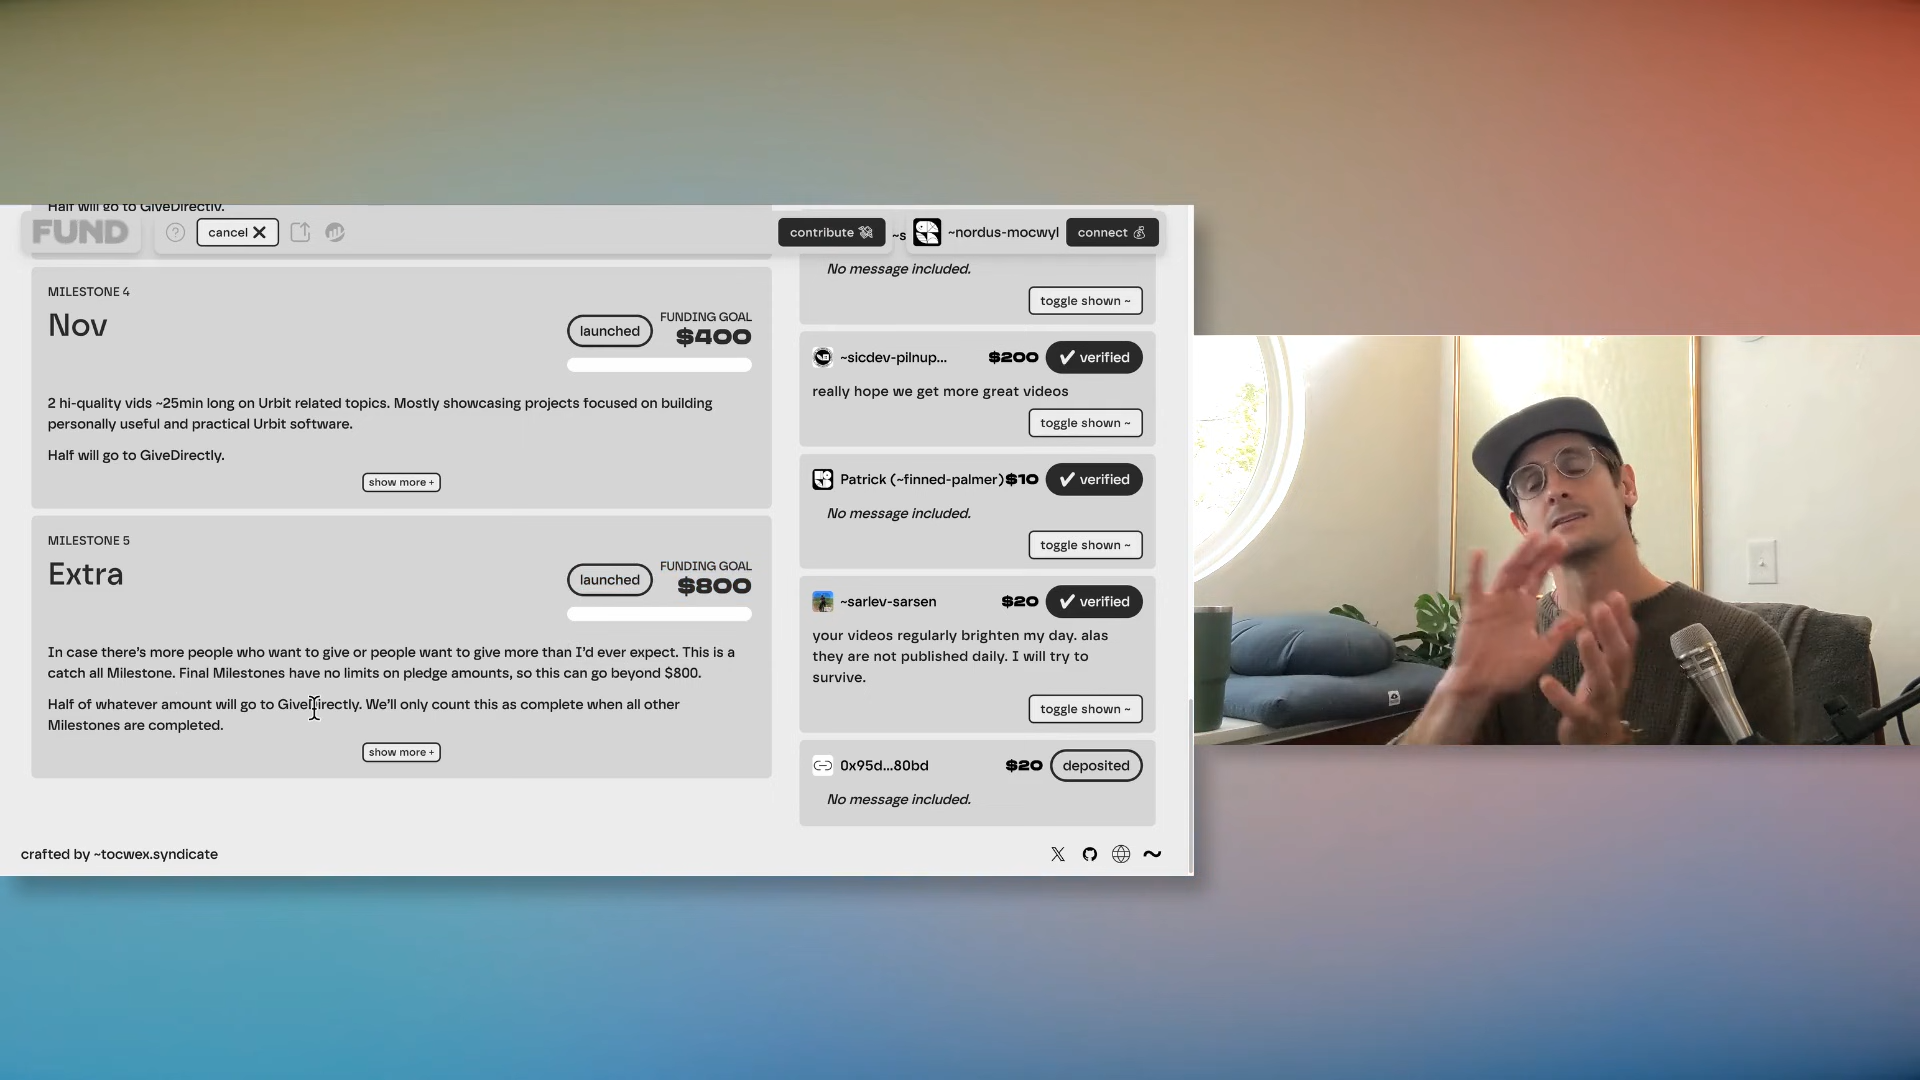 Half will go to GiveDirectly.
FUND
cancel
contribute
~s
~nordus-mocwyl
connect
MILESTONE 4
Nov
launched
FUNDING GOAL
$400
2 hi-quality vids ~25min long on Urbit related topics. Mostly showcasing projects focused on building
personally useful and practical Urbit software.
Half will go to GiveDirectly.
show more +
MILESTONE 5
Extra
launched
FUNDING GOAL
$800
In case there's more people who want to give or people want to give more than I'd ever expect. This is a
catch all Milestone. Final Milestones have no limits on pledge amounts, so this can go beyond $800.
Half of whatever amount will go to GiveDirectly. We'll only count this as complete when all other
Milestones are completed.
show more +
No message included.
toggle shown ~
~sicdev-pilnup...
$200
✔ verified
really hope we get more great videos
toggle shown ~
Patrick (~finned-palmer)
$10
✔ verified
No message included.
toggle shown ~
~sarlev-sarsen
$20
✔ verified
your videos regularly brighten my day. alas
they are not published daily. I will try to
survive.
toggle shown ~
0x95d...80bd
$20
deposited
No message included.
crafted by ~tocwex.syndicate